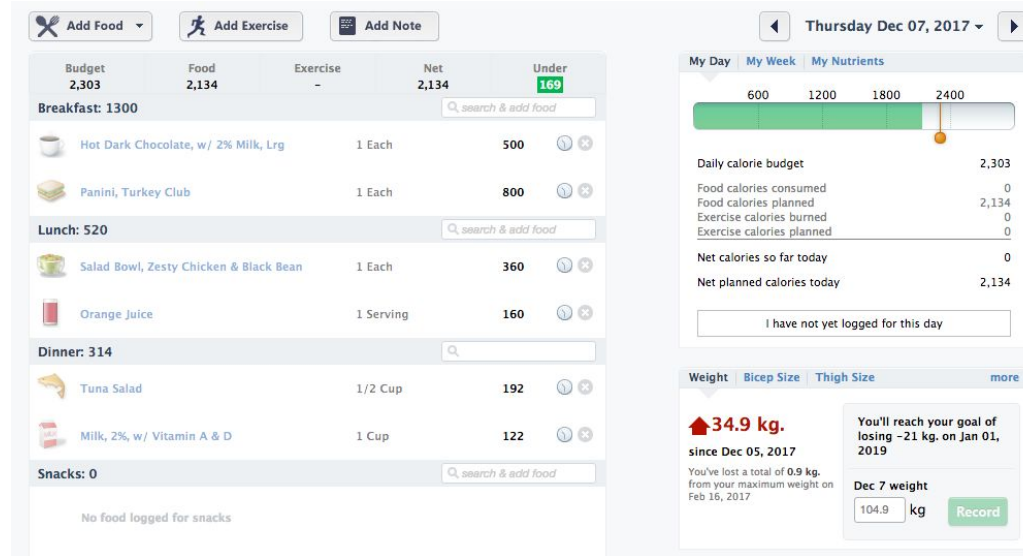 Add Food
Add Exercise
Add Note
Thursday Dec 07, 2017
Budget Food Exercise Net Under
2,303 2,134 - 2,134 169
Breakfast: 1300 search & add food
Hot Dark Chocolate, w/ 2% Milk, Lrg 1 Each 500
Panini, Turkey Club 1 Each 800
Lunch: 520 search & add food
Salad Bowl, Zesty Chicken & Black Bean 1 Each 360
Orange Juice 1 Serving 160
Dinner: 314
Tuna Salad 1/2 Cup 192
Milk, 2%, w/ Vitamin A & D 1 Cup 122
Snacks: 0 search & add food
No food logged for snacks
My Day My Week My Nutrients
600 1200 1800 2400
Daily calorie budget 2,303
Food calories consumed 0
Food calories planned 2,134
Exercise calories burned 0
Exercise calories planned 0
Net calories so far today 0
Net planned calories today 2,134
I have not yet logged for this day
Weight Bicep Size Thigh Size more
34.9 kg.
since Dec 05, 2017
You've lost a total of 0.9 kg.
from your maximum weight on
Feb 16, 2017
You'll reach your goal of
losing -21 kg. on Jan 01,
2019
Dec 7 weight
104.9 kg Record